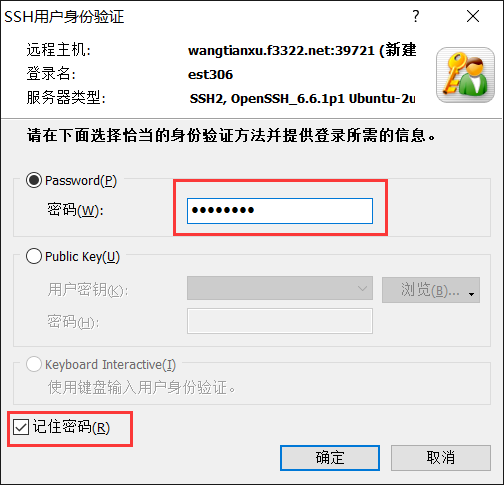 SSH用户身份验证
远程主机: wangtianxu.f3322.net:39721 (新建
登录名: est306
服务器类型: SSH2, OpenSSH_6.6.1p1 Ubuntu-2u
请在下面选择恰当的身份验证方法并提供登录所需的信息。
Password(P)
密码(W): ••••••••
Public Key(U)
用户密钥(K): 浏览(B)...
密码(H):
Keyboard Interactive(I)
使用键盘输入用户身份验证。
记住密码(R)
确定 取消